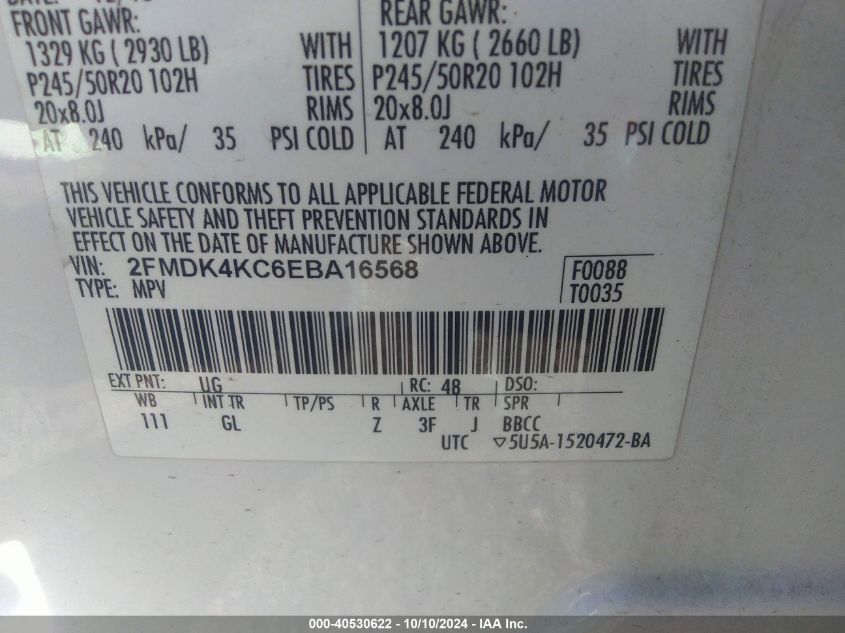 FRONT GAWR:
1329 KG ( 2930 LB) WITH
P245/50R20 102H TIRES
20x8.0J RIMS
AT 240 kPa/ 35 PSI COLD
REAR GAWR:
1207 KG ( 2660 LB) WITH
P245/50R20 102H TIRES
20x8.0J RIMS
AT 240 kPa/ 35 PSI COLD
THIS VEHICLE CONFORMS TO ALL APPLICABLE FEDERAL MOTOR
VEHICLE SAFETY AND THEFT PREVENTION STANDARDS IN
EFFECT ON THE DATE OF MANUFACTURE SHOWN ABOVE.
VIN: 2FMDK4KC6EBA16568
TYPE: MPV
F0088
T0035
EXT PNT: UG RC: 48 DSO:
WB INT TR TP/PS R AXLE TR SPR
111 GL Z 3F J BBCC
UTC ▽5U5A-1520472-BA
000-40530622 - 10/10/2024 - IAA Inc.